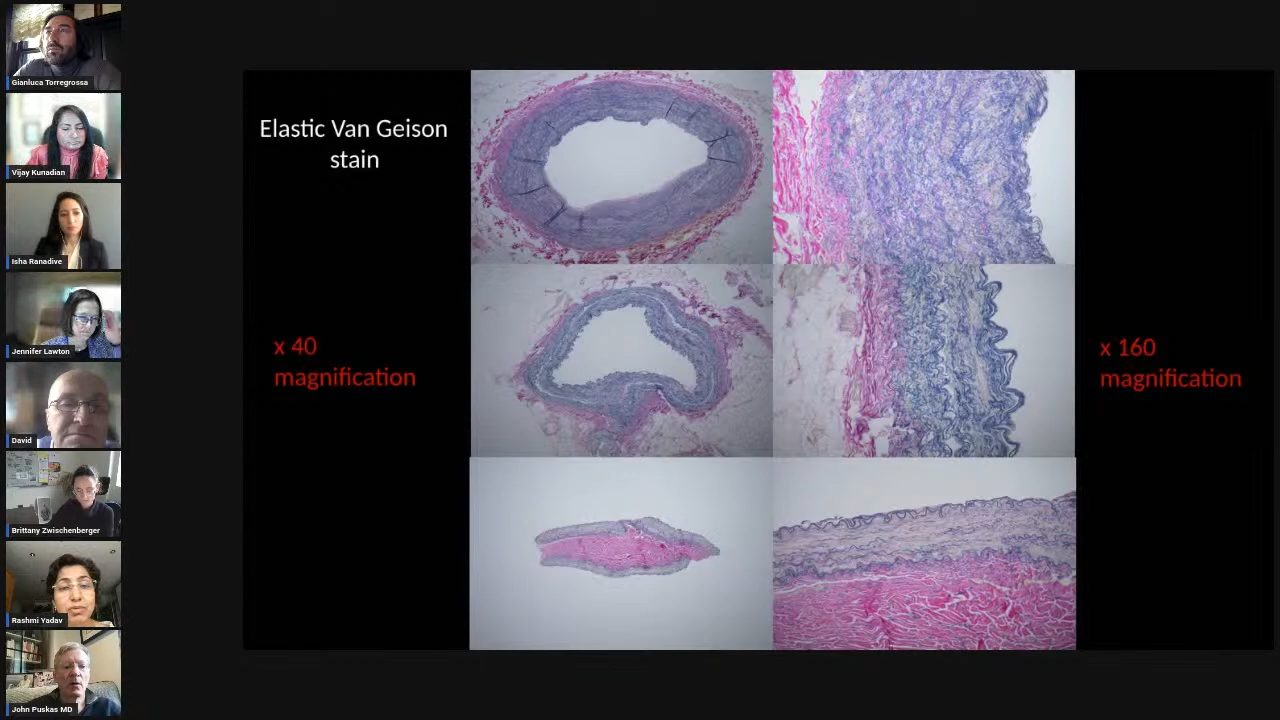 Gianluca Torregrossa
Vijay Kunadian
Isha Ranadive
Jennifer Lawton
David
Brittany Zwischenberger
Rashmi Yadav
John Puskas MD
Elastic Van Geison
stain
x 40
magnification
x 160
magnification